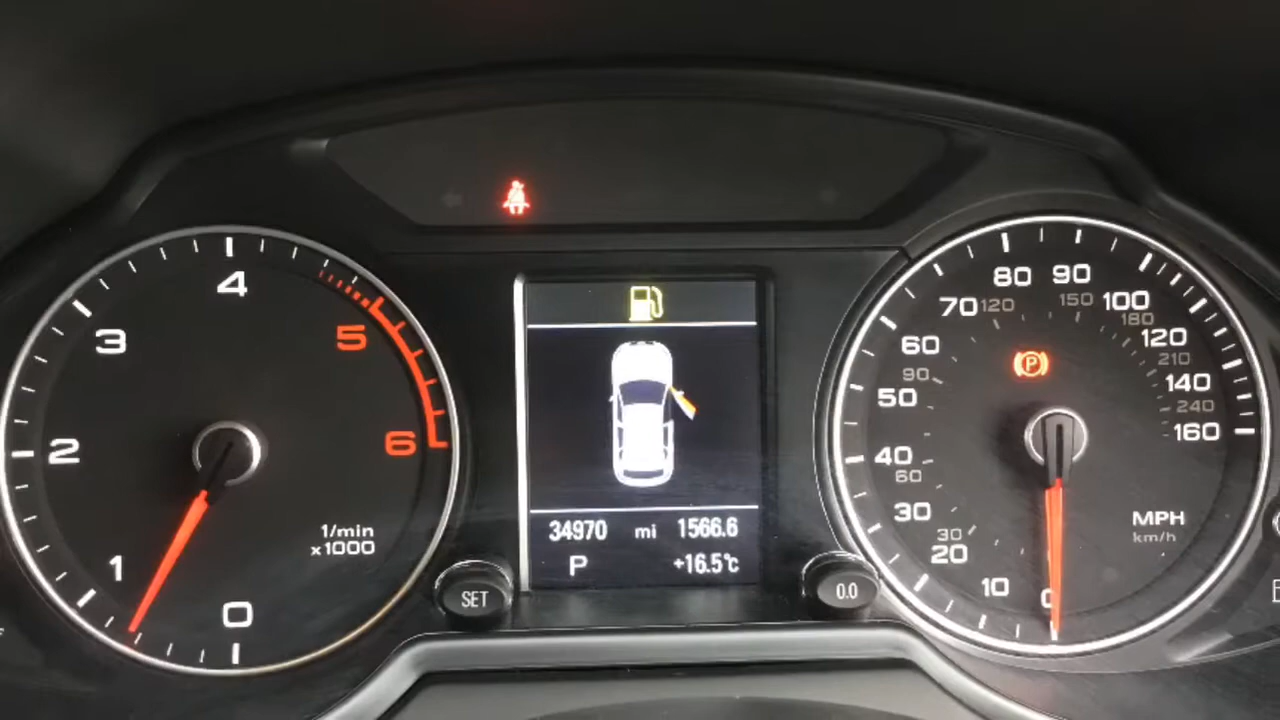 4
3
5
2
6
1/min
x1000
1
0
34970 mi 1566.6
P +16.5°c
SET
0.0
80 90
70 120 150 100
180
60 120
90 210
50 140
240
40 160
60
30
30
20
10
0
MPH
km/h
P